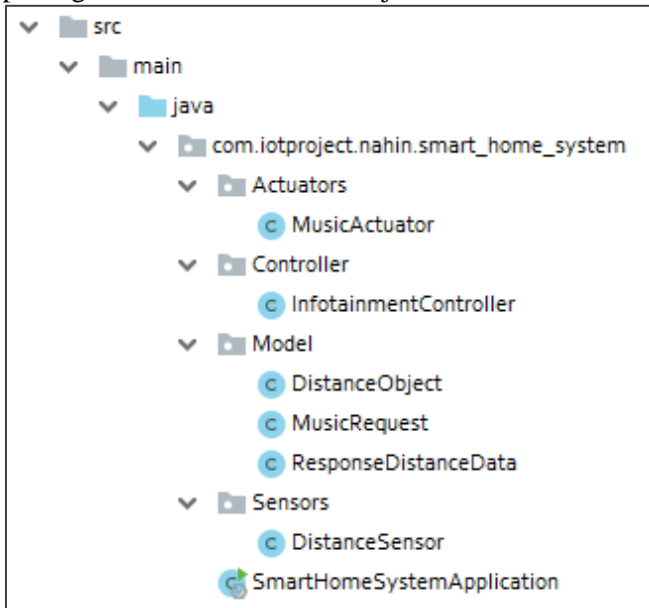 src
main
java
com.iotproject.nahin.smart_home_system
Actuators
C MusicActuator
Controller
C InfotainmentController
Model
C DistanceObject
C MusicRequest
C ResponseDistanceData
Sensors
C DistanceSensor
SmartHomeSystemApplication